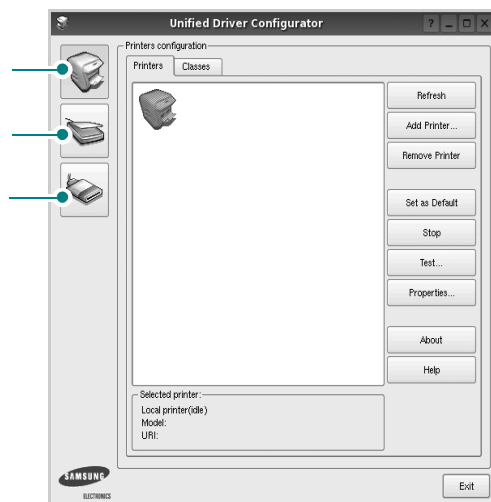 Unified Driver Configurator
Printers configuration
Printers
Classes
Refresh
Add Printer...
Remove Printer
Set as Default
Stop
Test...
Properties...
About
Help
Selected printer:
Local printer(idle)
Model:
URI:
SAMSUNG
ELECTRONICS
Exit